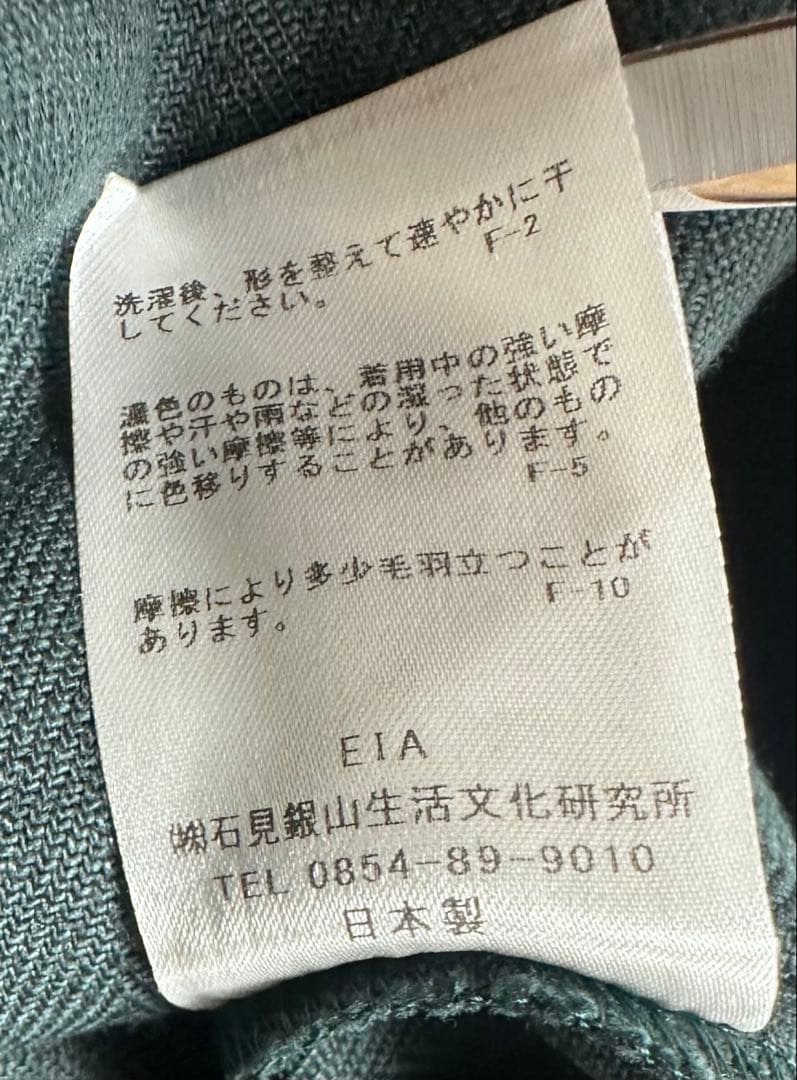 洗濯後、形を整えて速やかに干
してください。
F-2
濃色のものは、着用中の強い摩
擦や汗や雨などの湿った状態で
の強い摩擦等により、他のもの
に色移りすることがあります。
F-5
摩擦により多少毛羽立つことが
あります。
F-10
EIA
㈱石見銀山生活文化研究所
TEL 0854-89-9010
日本製